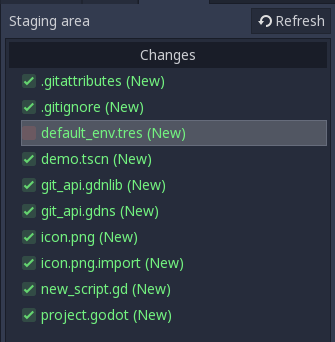 Staging area
Refresh
Changes
.gitattributes (New)
.gitignore (New)
default_env.tres (New)
demo.tscn (New)
git_api.gdnlib (New)
git_api.gdns (New)
icon.png (New)
icon.png.import (New)
new_script.gd (New)
project.godot (New)